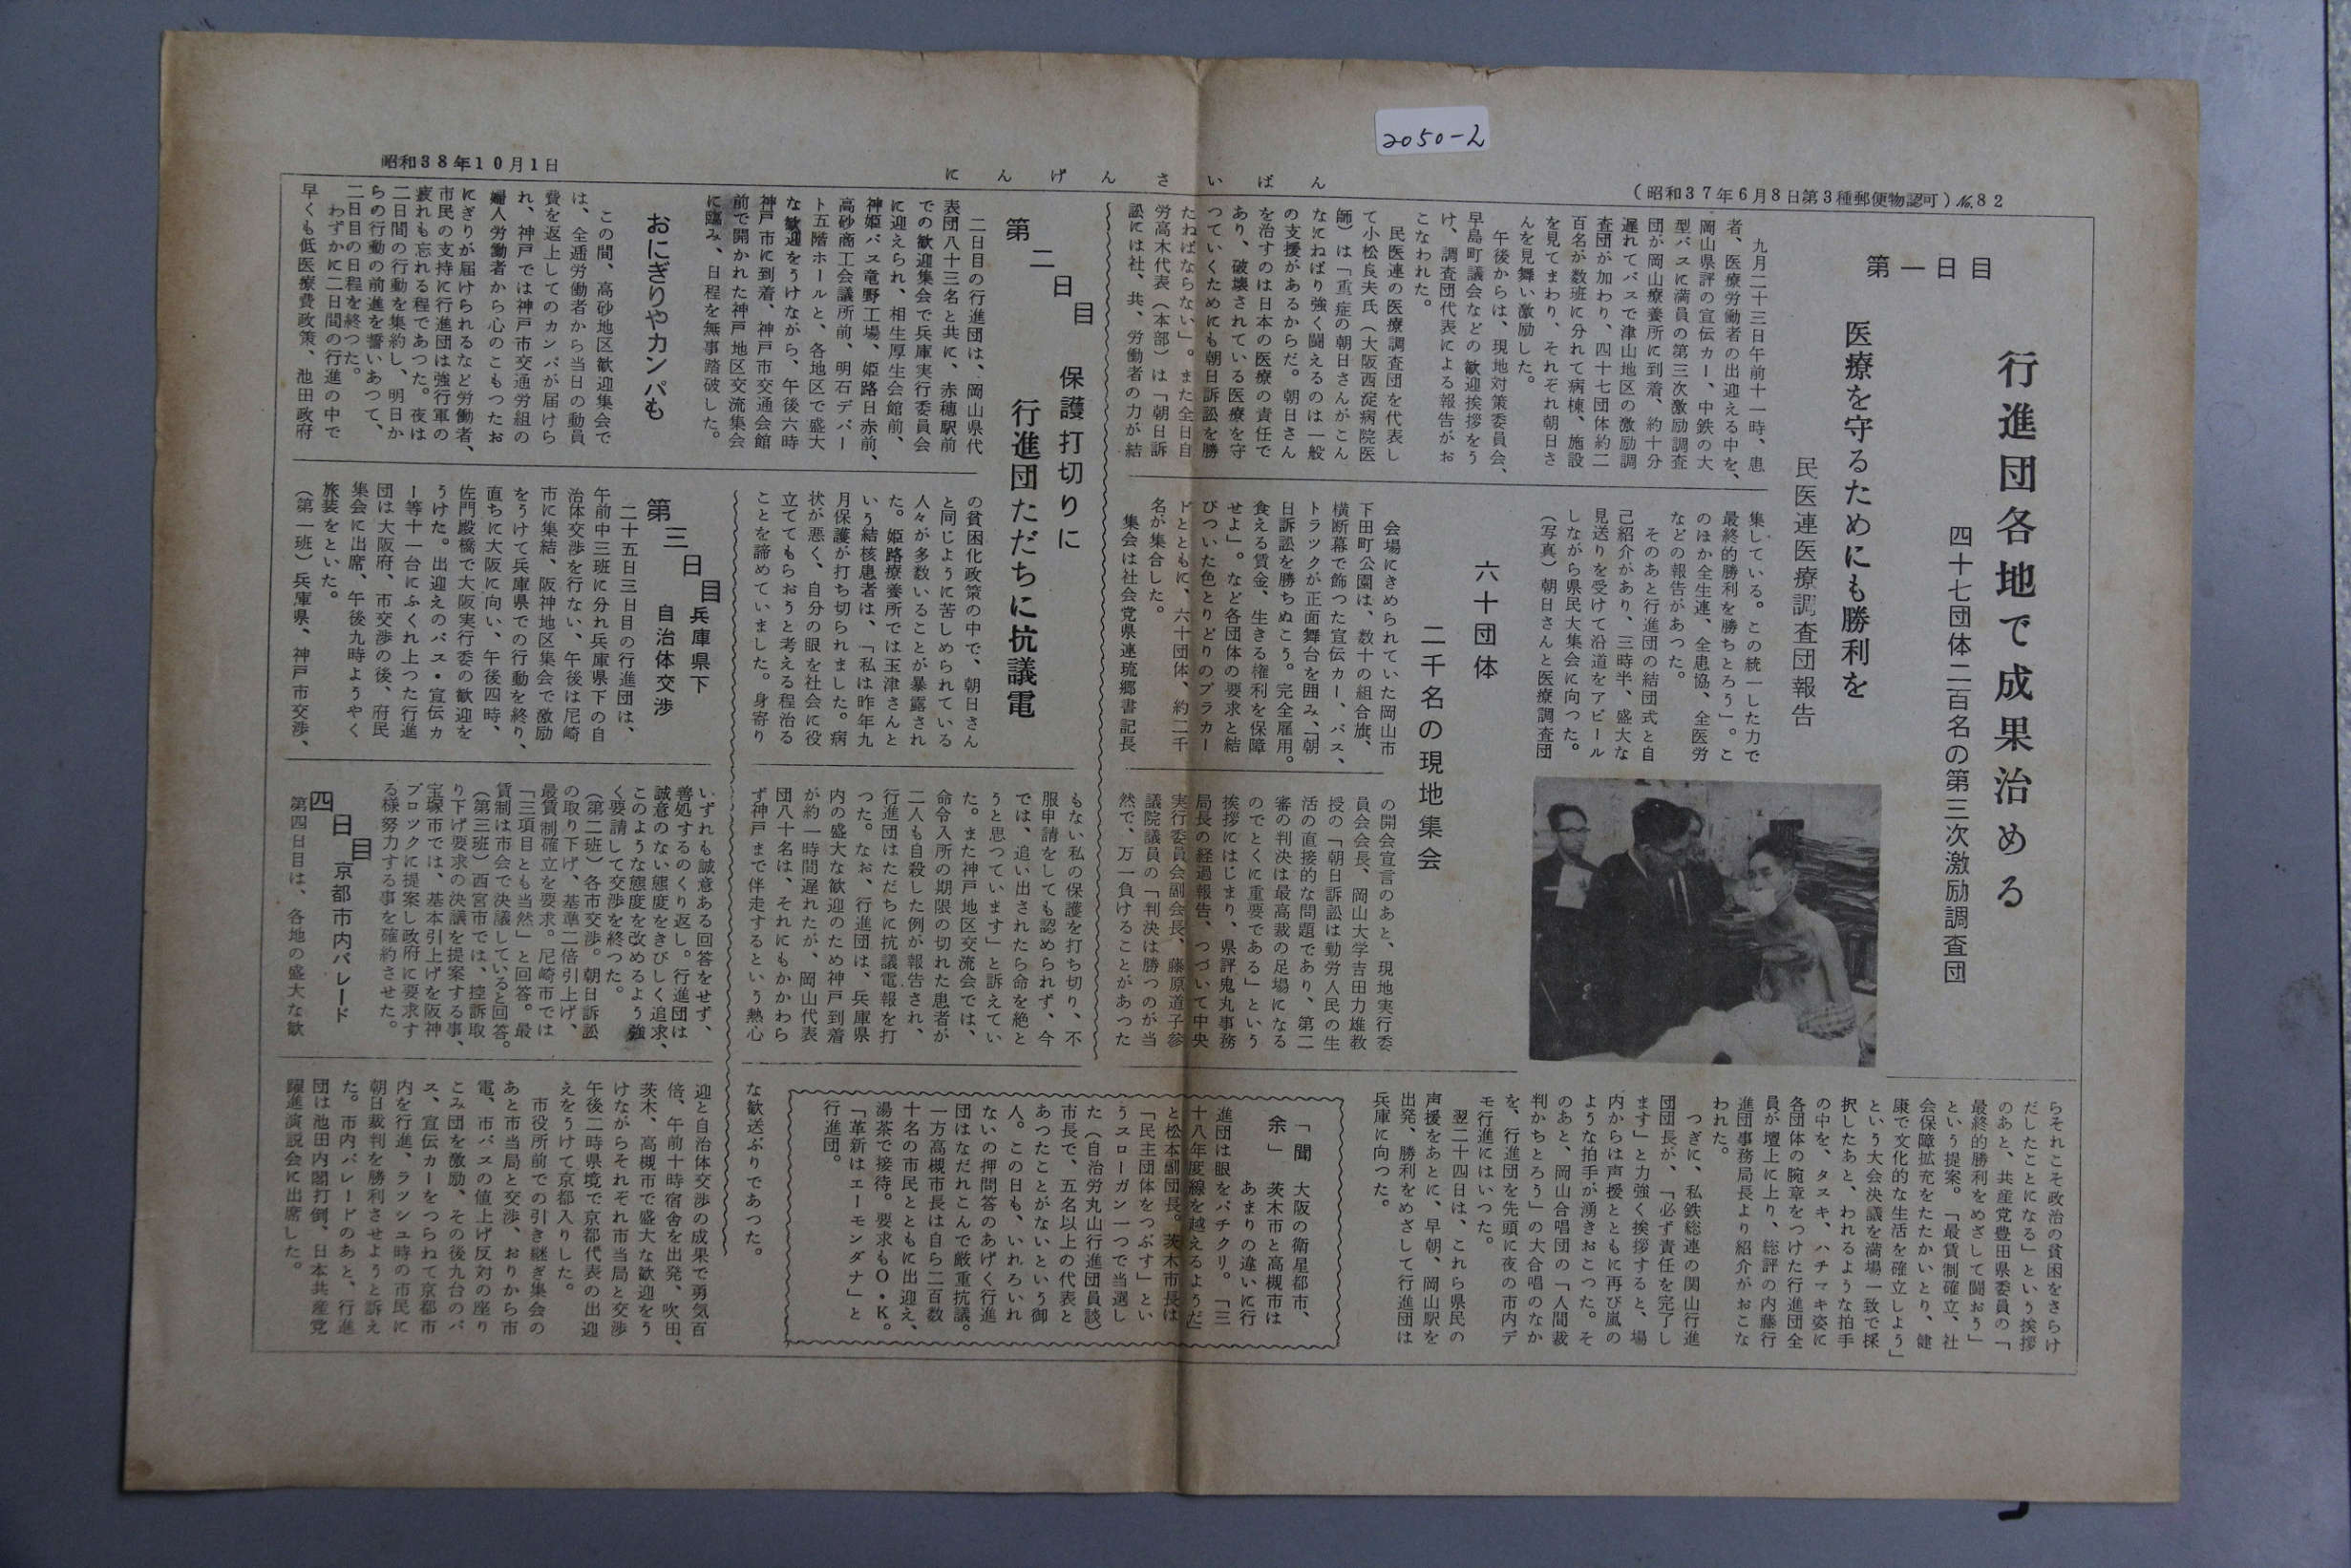 2050-2
(昭和37年6月8日第3種郵便物認可)№82
にんげんさいばん
昭和38年10月1日
行進団各地で成果治める
四十七団体二百名の第三次激励調査団
第一日目
医療を守るためにも勝利を
民医連医療調査団報告
九月二十三日午前十一時、患
者、医療労働者の出迎える中を、
岡山県評の宣伝カー、中鉄の大
型バスに満員の第三次激励調査
団が岡山療養所に到着、約十分
遅れてバスで津山地区の激励調
査団が加わり、四十七団体約二
百名が数班に分れて病棟、施設
を見てまわり、それぞれ朝日さ
んを見舞い激励した。
午後からは、現地対策委員会、
早島町議会などの歓迎挨拶をう
け、調査団代表による報告がお
こなわれた。
民医連の医療調査団を代表し
て小松良夫氏(大阪西淀病院医
師)は「重症の朝日さんがこん
なにねばり強く闘えるのは一般
の支援があるからだ。朝日さん
を治すのは日本の医療の責任で
あり、破壊されている医療を守
つていくためにも朝日訴訟を勝
たねばならない」。また全日自
労高木代表(本部)は「朝日訴
訟には社、共、労働者の力が結
集している。この統一した力で
最終的勝利を勝ちとろう」。こ
のほか全生連、全患協、全医労
などの報告があつた。
そのあと行進団の結団式と自
己紹介があり、三時半、盛大な
見送りを受けて沿道をアピール
しながら県民大集会に向つた。
(写真)朝日さんと医療調査団
六十団体
二千名の現地集会
会場にきめられていた岡山市
下田町公園は、数十の組合旗、
横断幕で飾つた宣伝カー、バス、
トラックが正面舞台を囲み、「朝
日訴訟を勝ちぬこう。完全雇用。
食える賃金、生きる権利を保障
せよ」。など各団体の要求と結
びついた色とりどりのプラカー
ドとともに、六十団体、約二千
名が集合した。
集会は社会党県連琉郷書記長
の開会宣言のあと、現地実行委
員会会長、岡山大学吉田力雄教
授の「朝日訴訟は動労人民の生
活の直接的な問題であり、第二
審の判決は最高裁の足場になる
のでとくに重要である」という
挨拶にはじまり、県評鬼丸事務
局長の経過報告、つづいて中央
実行委員会副会長、藤原道子参
議院議員の「判決は勝つのが当
然で、万一負けることがあつた
らそれこそ政治の貧困をさらけ
だしたことになる」という挨拶
のあと、共産党豊田県委員の「
最終的勝利をめざして闘おう」
という提案。「最賃制確立、社
会保障拡充をたたかいとり、健
康で文化的な生活を確立しよう」
という大会決議を満場一致で採
択したあと、われるような拍手
の中を、タスキ、ハチマキ姿に
各団体の腕章をつけた行進団全
員が壇上に上り、総評の内藤行
進団事務局長より紹介がおこな
われた。
つぎに、私鉄総連の関山行進
団団長が、「必ず責任を完了し
ます」と力強く挨拶すると、場
内からは声援とともに再び嵐の
ような拍手が湧きおこつた。そ
のあと、岡山合唱団の「人間裁
判かちとろう」の大合唱のなか
を、行進団を先頭に夜の市内デ
モ行進にはいつた。
翌二十四日は、これら県民の
声援をあとに、早朝、岡山駅を
出発、勝利をめざして行進団は
兵庫に向つた。
第二日目
保護打切りに
行進団ただちに抗議電
二日目の行進団は、岡山県代
表団八十三名と共に、赤穂駅前
での歓迎集会で兵庫実行委員会
に迎えられ、相生厚生会館前、
神姫バス竜野工場、姫路日赤前、
高砂商工会議所前、明石デパー
ト五階ホールと、各地区で盛大
な歓迎をうけながら、午後六時
神戸市に到着、神戸市交通会館
前で開かれた神戸地区交流集会
に臨み、日程を無事踏破した。
おにぎりやカンパも
この間、高砂地区歓迎集会で
は、全逓労働者から当日の動員
費を返上してのカンパが届けら
れ、神戸では神戸市交通労組の
婦人労働者から心のこもつたお
にぎりが届けられるなど労働者、
市民の支持に行進団は強行軍の
疲れも忘れる程であつた。夜は
二日間の行動を集約し、明日か
らの行動の前進を誓いあつて、
二日目の日程を終つた。
わずかに二日間の行進の中で
早くも低医療費政策、池田政府
の貧困化政策の中で、朝日さん
と同じように苦しめられている
人々が多数いることが暴露され
た。姫路療養所では玉津さんと
いう結核患者は、「私は昨年九
月保護が打ち切られました。病
状が悪く、自分の眼を社会に役
立ててもらおうと考える程治る
ことを諦めていました。身寄り
もない私の保護を打ち切り、不
服申請をしても認められず、今
では、追い出されたら命を絶と
うと思つています」と訴えてい
た。また神戸地区交流会では、
命令入所の期限の切れた患者が
二人も自殺した例が報告され、
行進団はただちに抗議電報を打
つた。なお、行進団は、兵庫県
内の盛大な歓迎のため神戸到着
が約一時間遅れたが、岡山代表
団八十名は、それにもかかわら
ず神戸まで伴走するという熱心
な歓送ぶりであつた。
「聞余」
大阪の衛星都市、
茨木市と高槻市は
あまりの違いに行
進団は眼をパチクリ。「三
十八年度線を越えるようだ」
と松本副団長。茨木市長は
「民主団体をつぶす」とい
うスローガン一つで当選し
た(自治労丸山行進団員談)
市長で、五名以上の代表と
あつたことがないという御
人。この日も、いれろいれ
ないの押問答のあげく行進
団はなだれこんで厳重抗議。
一方高槻市長は自ら二百数
十名の市民とともに出迎え、
湯茶で接待。要求もO・K。
「革新はエーモンダナ」と
行進団。
第三日目
兵庫県下
自治体交渉
二十五日三日目の行進団は、
午前中三班に分れ兵庫県下の自
治体交渉を行ない、午後は尼崎
市に集結、阪神地区集会で激励
をうけて兵庫県での行動を終り、
直ちに大阪に向い、午後四時、
佐門殿橋で大阪実行委の歓迎を
うけた。出迎えのバス・宣伝カ
ー等十一台にふくれ上つた行進
団は大阪府、市交渉の後、府民
集会に出席、午後九時ようやく
旅装をといた。
(第一班)兵庫県、神戸市交渉、
いずれも誠意ある回答をせず、
善処するのくり返し。行進団は
誠意のない態度をきびしく追求、
このような態度を改めるよう強
く要請して交渉を終つた。
(第二班)各市交渉。朝日訴訟
の取り下げ、基準二倍引上げ、
最賃制確立を要求。尼崎市では
「三項目とも当然」と回答。最
賃制は市会で決議していると回答。
(第三班)西宮市では、控訴取
り下げ要求の決議を提案する事、
宝塚市では、基本引上げを阪神
ブロックに提案し政府に要求す
る様努力する事を確約させた。
四日目
京都市内パレード
第四日目は、各地の盛大な歓
迎と自治体交渉の成果で勇気百
倍、午前十時宿舎を出発、吹田、
茨木、高槻市で盛大な歓迎をう
けながらそれぞれ市当局と交渉
午後二時県境で京都代表の出迎
えをうけて京都入りした。
市役所前での引き継ぎ集会の
あと市当局と交渉、おりから市
電、市バスの値上げ反対の座り
こみ団を激励、その後九台のバ
ス、宣伝カーをつらねて京都市
内を行進、ラッシュ時の市民に
朝日裁判を勝利させようと訴え
た。市内パレードのあと、行進
団は池田内閣打倒、日本共産党
躍進演説会に出席した。